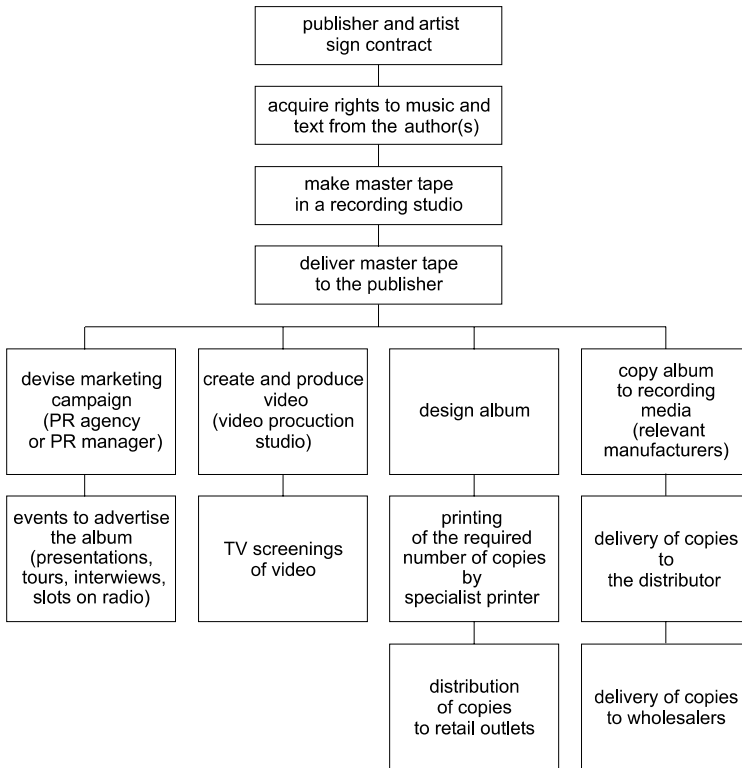 publisher and artist
sign contract
acquire rights to music and
text from the author(s)
make master tape
in a recording studio
deliver master tape
to the publisher
devise marketing
campaign
(PR agency
or PR manager)
create and produce
video
(video procuction
studio)
design album
copy album
to recording
media
(relevant
manufacturers)
events to advertise
the album
(presentations,
tours, interwiews,
slots on radio)
TV screenings
of video
printing
of the required
number of copies
by
specialist printer
delivery of copies
to
the distributor
distribution
of copies
to retail outlets
delivery of copies
to wholesalers